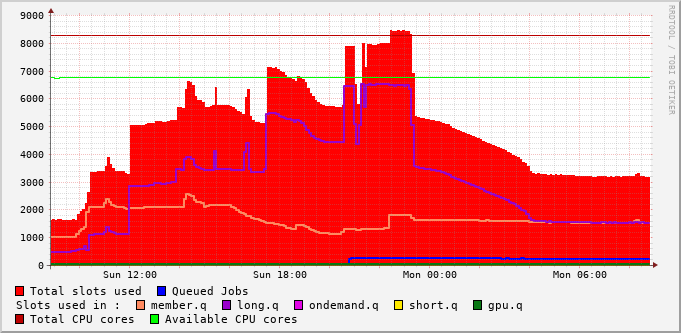 9000
8000
7000
6000
5000
4000
3000
2000
1000
0
Sun 12:00 Sun 18:00 Mon 00:00 Mon 06:00
RRDTOOL / TOBI OETIKER
Total slots used Queued Jobs
Slots used in : member.q long.q ondemand.q short.q gpu.q
Total CPU cores Available CPU cores